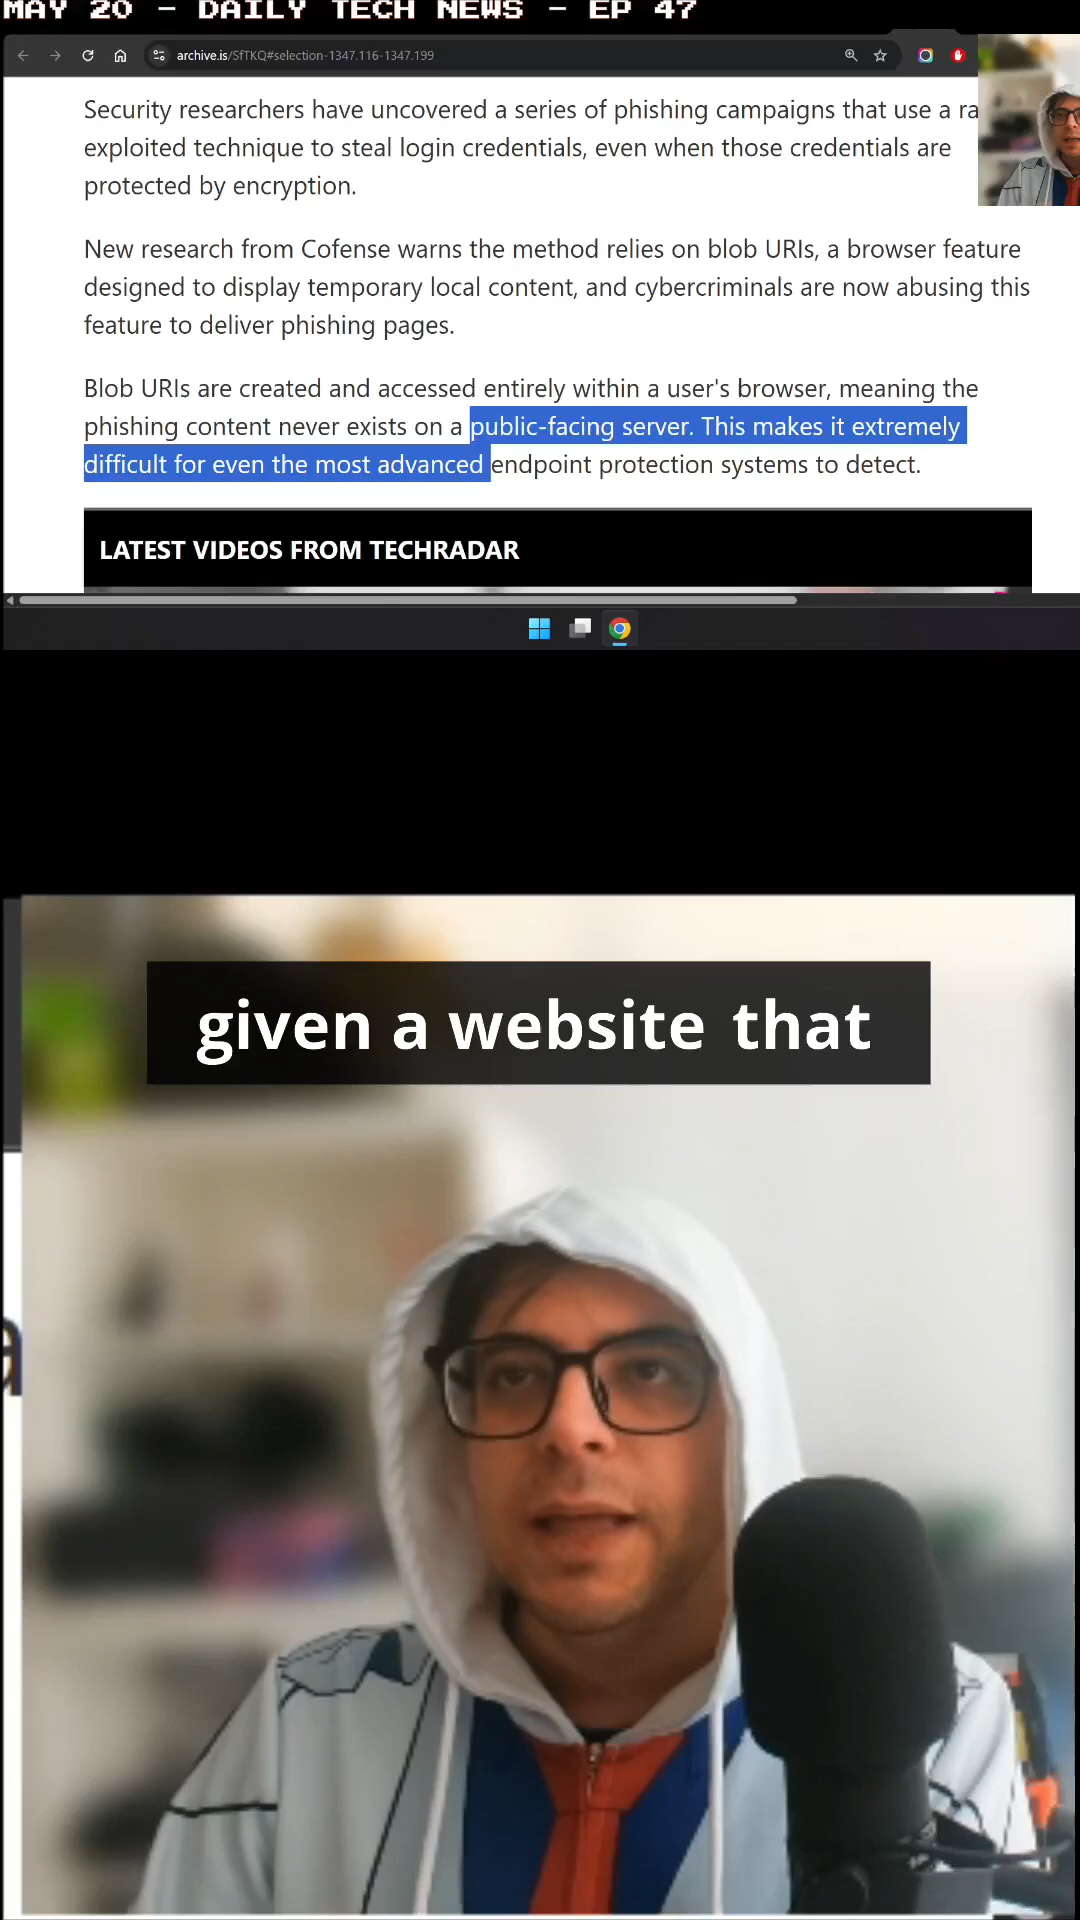 MAY 20 - DAILY TECH NEWS - EP 47
archive.is/SfTKQ#selection-1347.116-1347.199
Security researchers have uncovered a series of phishing campaigns that use a ra
exploited technique to steal login credentials, even when those credentials are
protected by encryption.
New research from Cofense warns the method relies on blob URIs, a browser feature
designed to display temporary local content, and cybercriminals are now abusing this
feature to deliver phishing pages.
Blob URIs are created and accessed entirely within a user's browser, meaning the
phishing content never exists on a public-facing server. This makes it extremely
difficult for even the most advanced endpoint protection systems to detect.
LATEST VIDEOS FROM TECHRADAR
given a website that